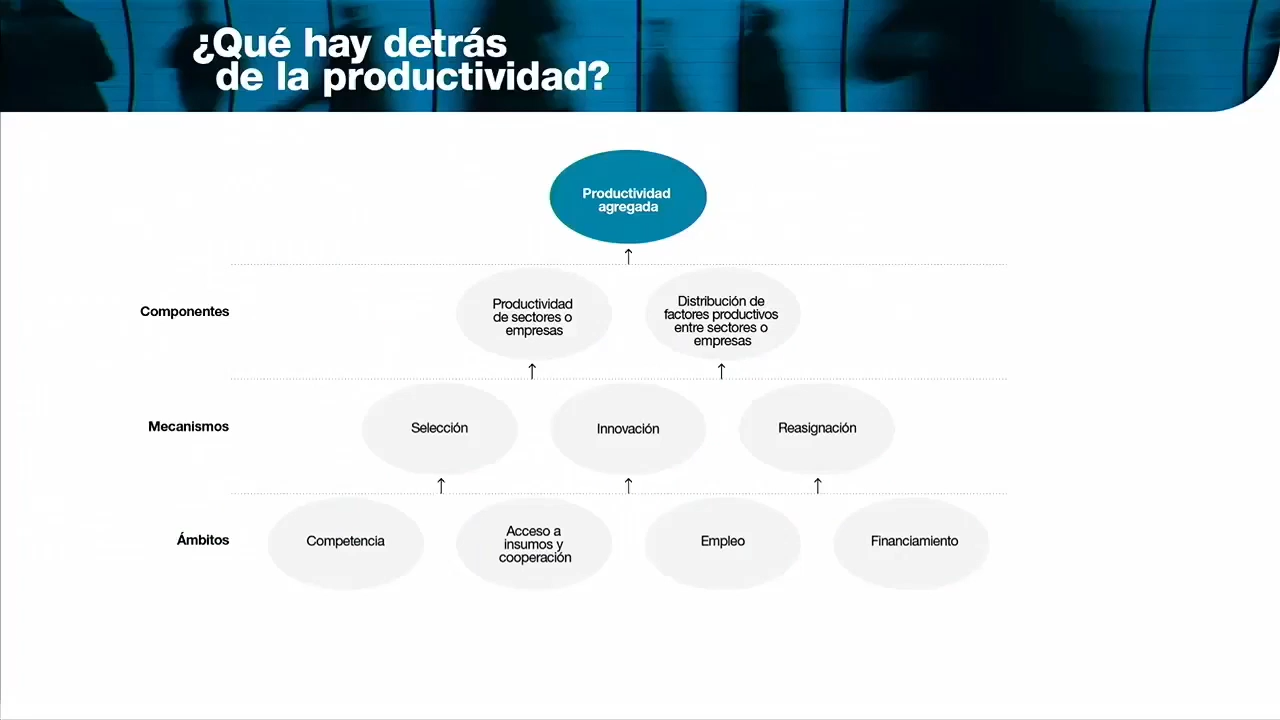 ¿Qué hay detrás
de la productividad?
Productividad
agregada
Componentes
Productividad
de sectores o
empresas
Distribución de
factores productivos
entre sectores o
empresas
Mecanismos
Selección
Innovación
Reasignación
Ámbitos
Competencia
Acceso a
insumos y
cooperación
Empleo
Financiamiento